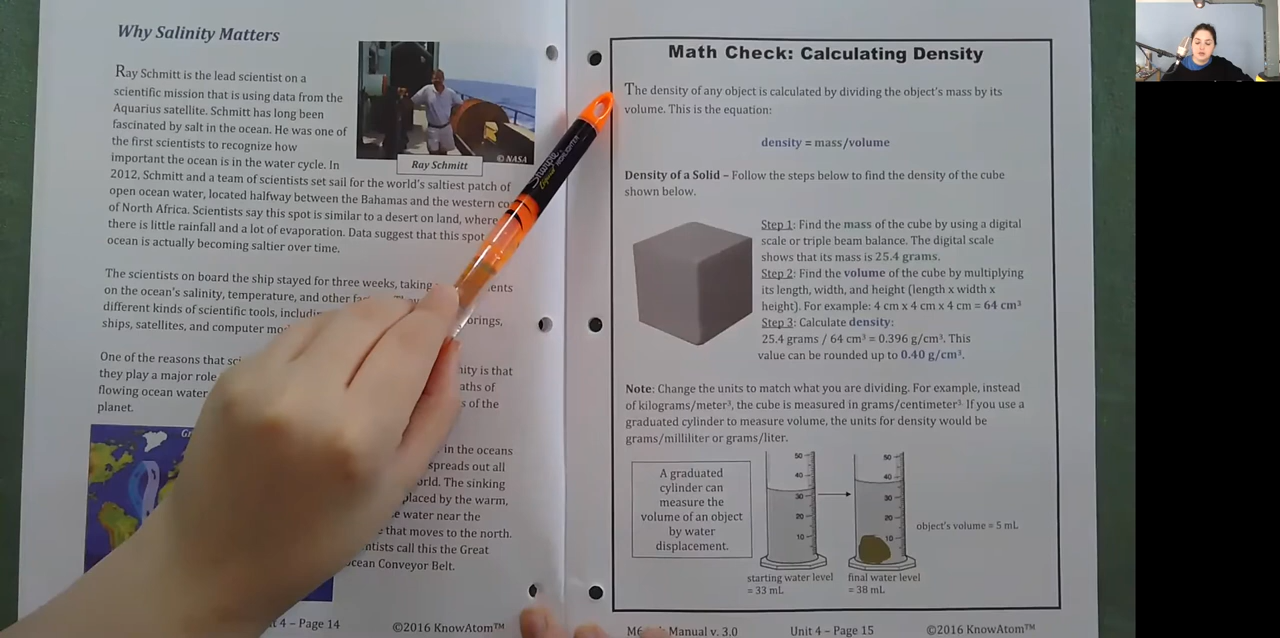 Why Salinity Matters
Ray Schmitt is the lead scientist on a
scientific mission that is using data from the
Aquarius satellite. Schmitt has long been
fascinated by salt in the ocean. He was one of
the first scientists to recognize how
important the ocean is in the water cycle. In
2012, Schmitt and a team of scientists set sail for the world's saltiest patch of
open ocean water, located halfway between the Bahamas and the western
of North Africa. Scientists say this spot is similar to a desert on land, where
there is little rainfall and a lot of evaporation. Data suggest that this spot
ocean is actually becoming saltier over time.
Ray Schmitt
© NASA
The scientists on board the ship stayed for three weeks, taking
on the ocean's salinity, temperature, and other
different kinds of scientific tools,
ships, satellites, and computer
One of the reasons that
they play a major role
flowing ocean water
planet.
is that
of the
in the oceans
spreads out all
The sinking
by the warm,
water near the
that moves to the north.
call this the Great
Conveyor Belt.
4 – Page 14
©2016 KnowAtom™
Math Check: Calculating Density
The density of any object is calculated by dividing the object's mass by its
volume. This is the equation:
density = mass/volume
Density of a Solid – Follow the steps below to find the density of the cube
shown below.
Step 1: Find the mass of the cube by using a digital
scale or triple beam balance. The digital scale
shows that its mass is 25.4 grams.
Step 2: Find the volume of the cube by multiplying
its length, width, and height (length x width x
height). For example: 4 cm x 4 cm x 4 cm = 64 cm³
Step 3: Calculate density:
25.4 grams / 64 cm³ = 0.396 g/cm³. This
value can be rounded up to 0.40 g/cm³.
Note: Change the units to match what you are dividing. For example, instead
of kilograms/meter³, the cube is measured in grams/centimeter³. If you use a
graduated cylinder to measure volume, the units for density would be
grams/milliliter or grams/liter.
A graduated
cylinder can
measure the
volume of an object
by water
displacement.
50
40
30
20
10
50
40
30
20
10
object's volume = 5 mL
starting water level
= 33 mL
final water level
= 38 mL
Manual v. 3.0
Unit 4 – Page 15
©2016 KnowAtom™
Sharpie